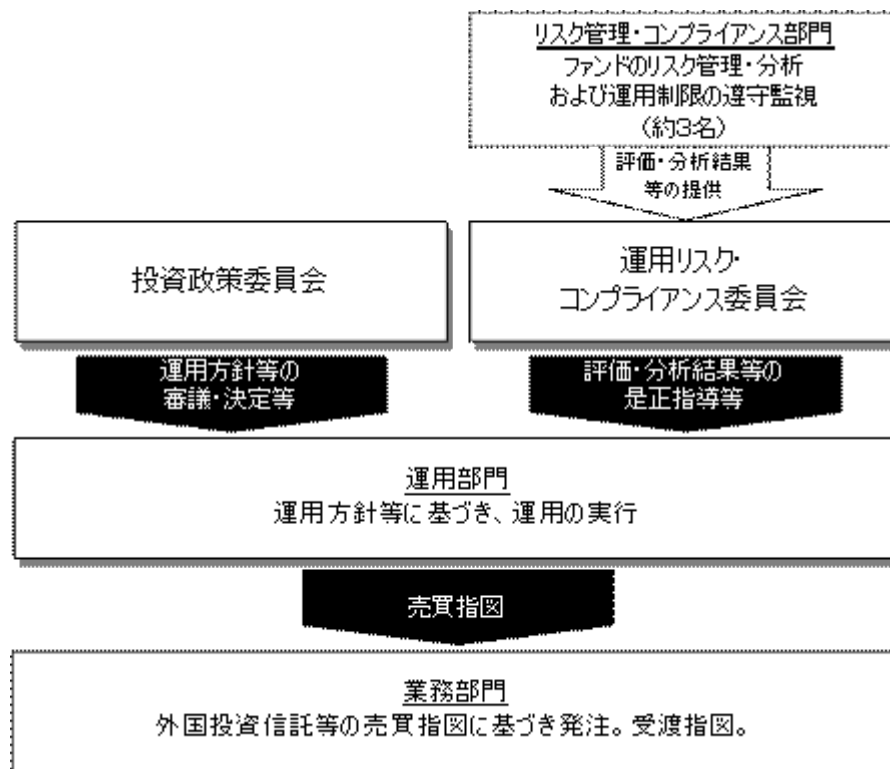 リスク管理・コンプライアンス部門
ファンドのリスク管理・分析
および運用制限の遵守監視
(約3名)
評価・分析結果
等の提供
投資政策委員会
運用リスク・
コンプライアンス委員会
運用方針等の
審議・決定等
評価・分析結果等の
是正指導等
運用部門
運用方針等に基づき、運用の実行
売買指図
業務部門
外国投資信託等の売買指図に基づき発注。受渡指図。